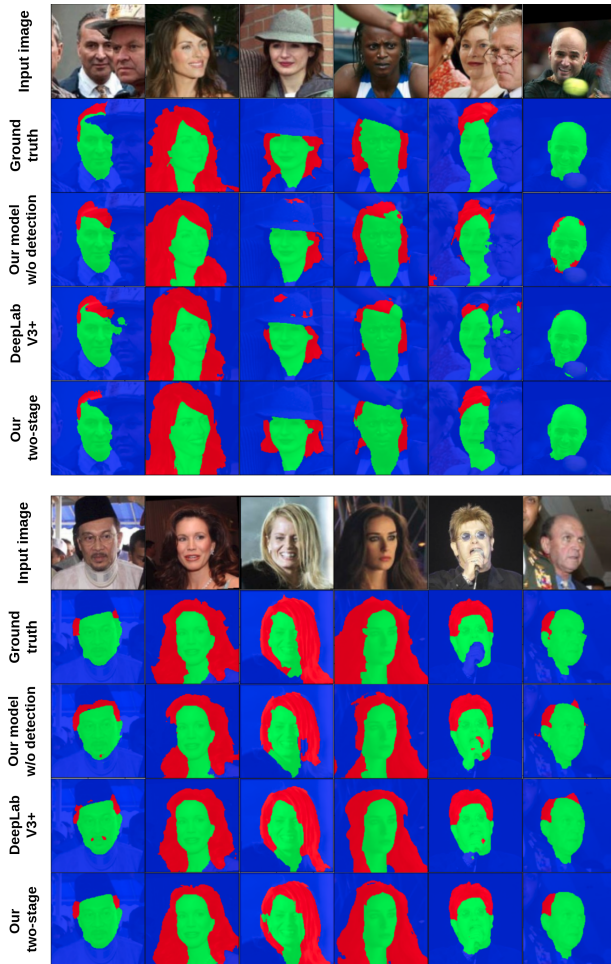 Input image
Ground
truth
Our model
w/o detection
DeepLab
V3+
Our
two-stage
Input image
Ground
truth
Our model
w/o detection
DeepLab
V3+
Our
two-stage